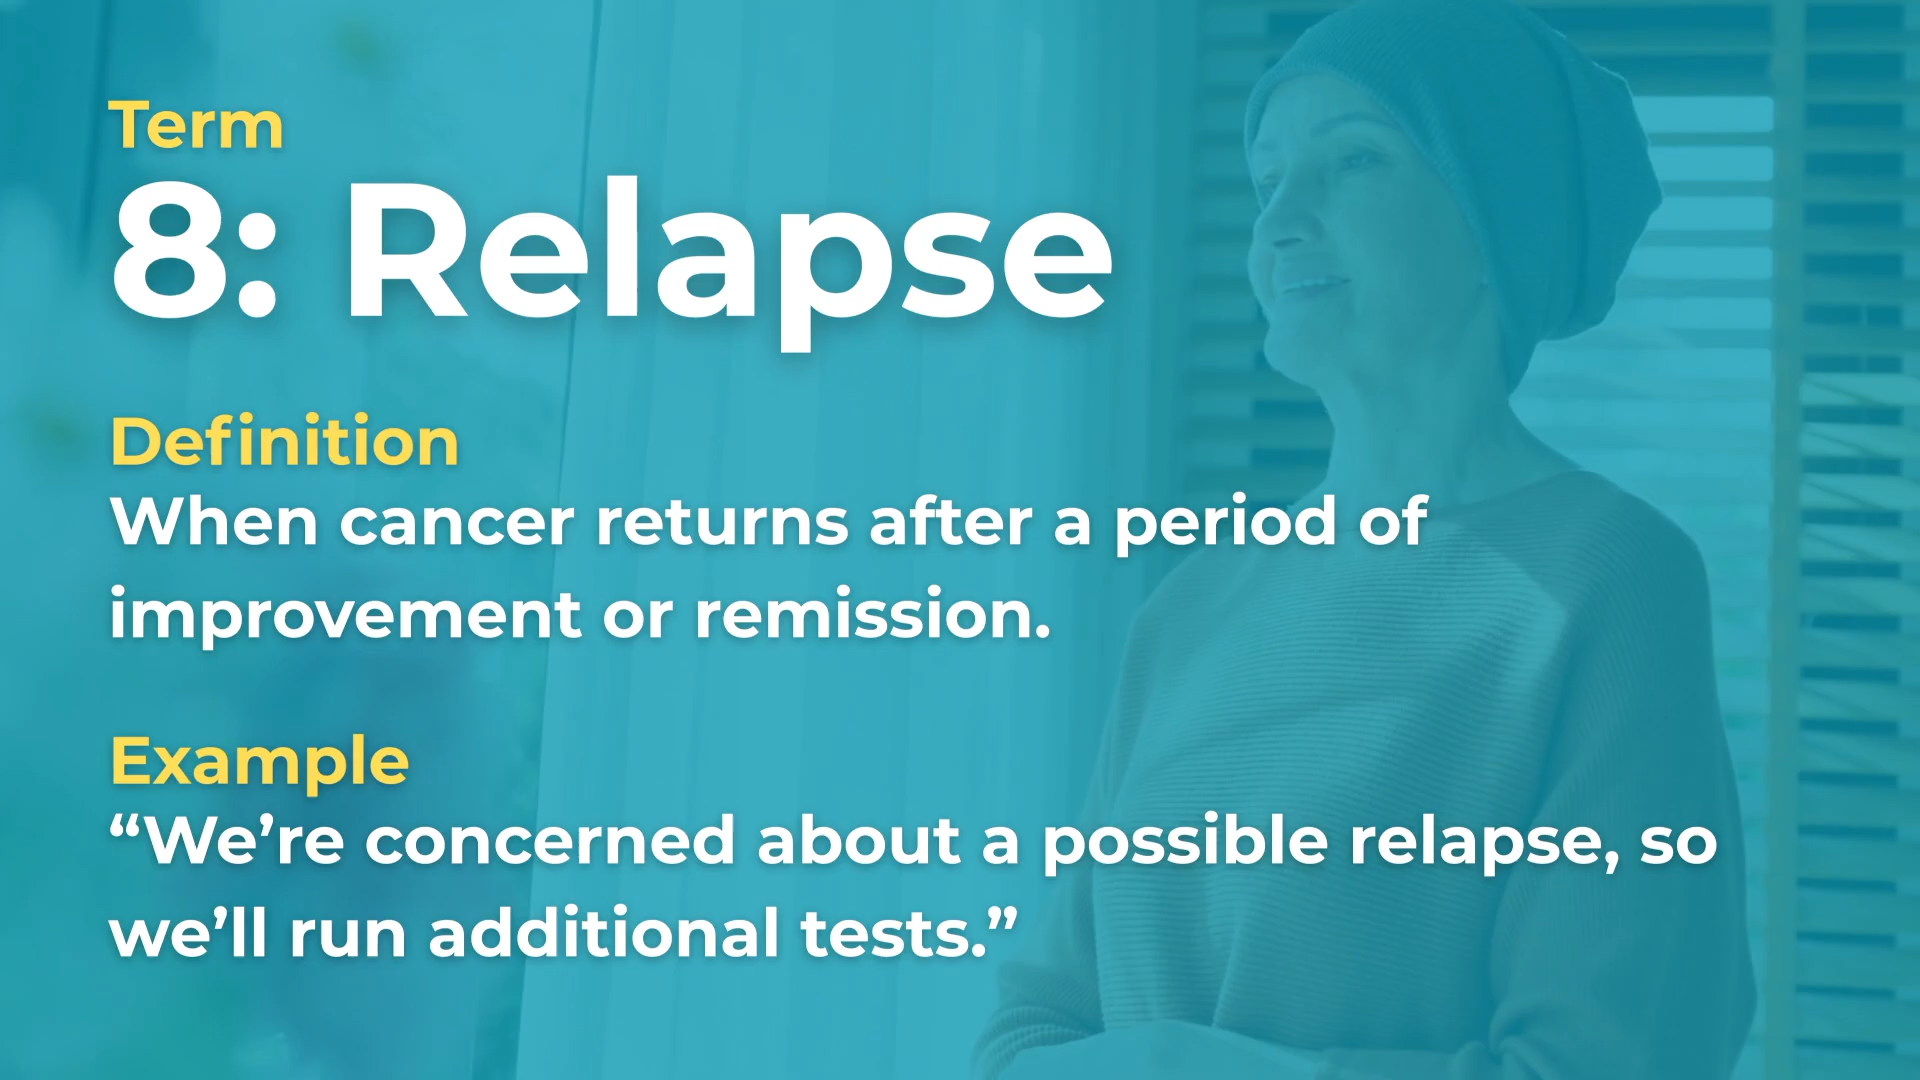 Term
8: Relapse
Definition
When cancer returns after a period of
improvement or remission.
Example
“We’re concerned about a possible relapse, so
we’ll run additional tests.”